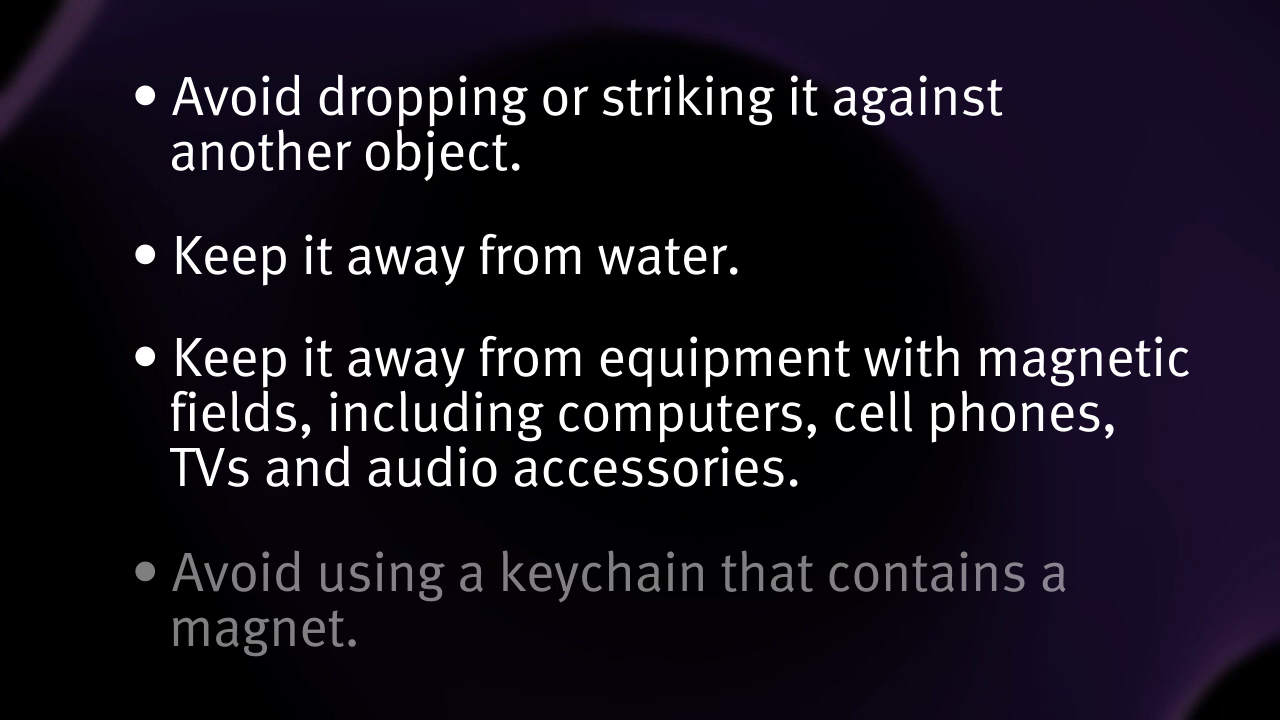 • Avoid dropping or striking it against
another object.
• Keep it away from water.
• Keep it away from equipment with magnetic
fields, including computers, cell phones,
TVs and audio accessories.
• Avoid using a keychain that contains a
magnet.